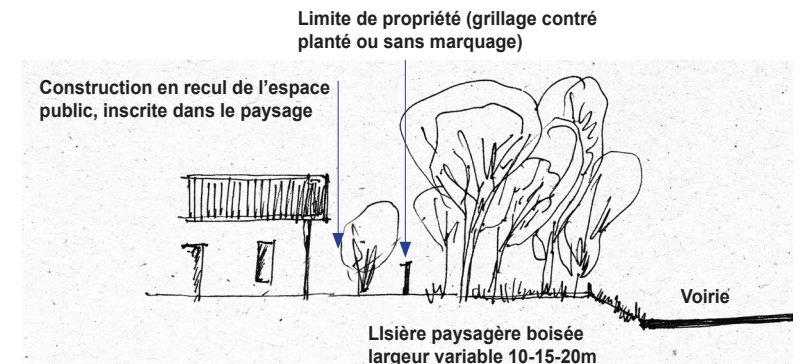 Limite de propriété (grillage contré
planté ou sans marquage)
Construction en recul de l'espace
public, inscrite dans le paysage
Voirie
LIsière paysagère boisée
largeur variable 10-15-20m